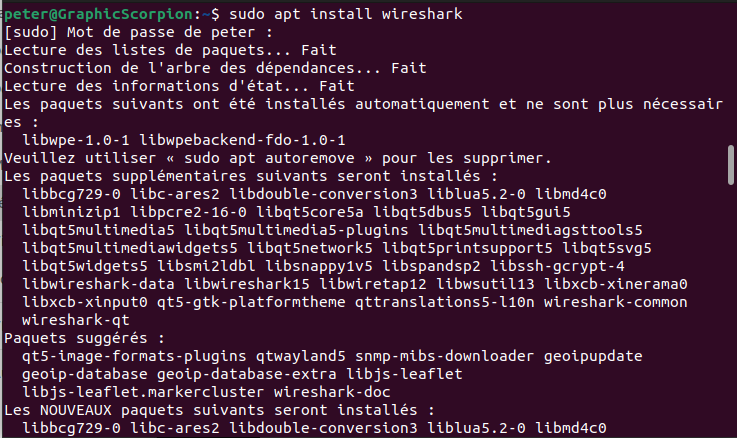 peter@GraphicScorpion:~$ sudo apt install wireshark
[sudo] Mot de passe de peter :
Lecture des listes de paquets... Fait
Construction de l'arbre des dépendances... Fait
Lecture des informations d'état... Fait
Les paquets suivants ont été installés automatiquement et ne sont plus nécessair
es :
  libwpe-1.0-1 libwpebackend-fdo-1.0-1
Veuillez utiliser « sudo apt autoremove » pour les supprimer.
Les paquets supplémentaires suivants seront installés :
  libbcg729-0 libc-ares2 libdouble-conversion3 liblua5.2-0 libmd4c0
  libminizip1 libpcre2-16-0 libqt5core5a libqt5dbus5 libqt5gui5
  libqt5multimedia5 libqt5multimedia5-plugins libqt5multimediagsttools5
  libqt5multimediawidgets5 libqt5network5 libqt5printsupport5 libqt5svg5
  libqt5widgets5 libsmi2ldbl libsnappy1v5 libspandsp2 libssh-gcrypt-4
  libwireshark-data libwireshark15 libwiretap12 libwsutil13 libxcb-xinerama0
  libxcb-xinput0 qt5-gtk-platformtheme qttranslations5-l10n wireshark-common
  wireshark-qt
Paquets suggérés :
  qt5-image-formats-plugins qtwayland5 snmp-mibs-downloader geoipupdate
  geoip-database geoip-database-extra libjs-leaflet
  libjs-leaflet.markercluster wireshark-doc
Les NOUVEAUX paquets suivants seront installés :
  libbcg729-0 libc-ares2 libdouble-conversion3 liblua5.2-0 libmd4c0